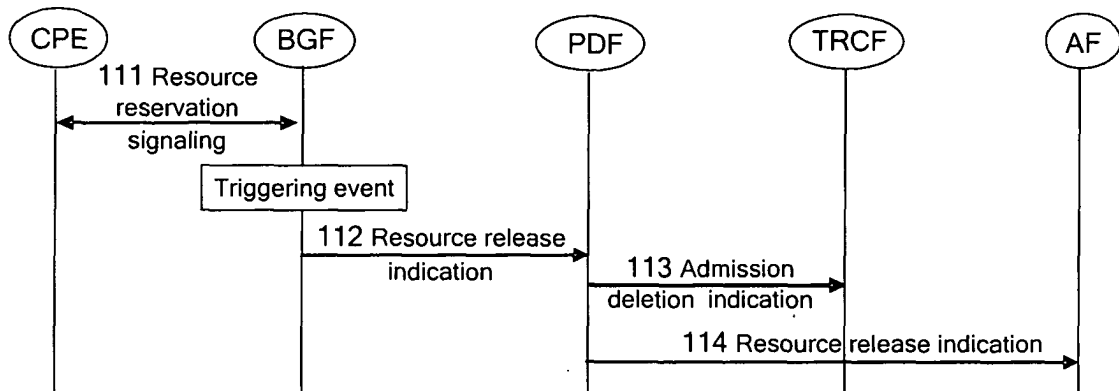 CPE
BGF
PDF
TRCF
AF
111 Resource
reservation
signaling
Triggering event
112 Resource release
indication
113 Admission
deletion indication
114 Resource release indication